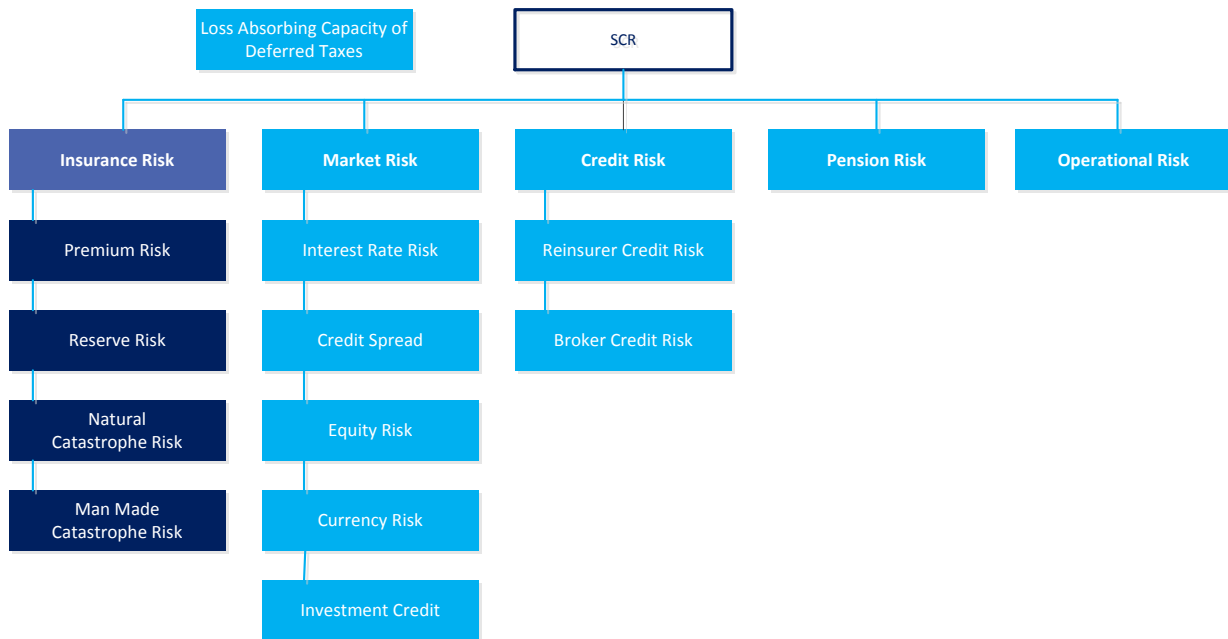 Loss Absorbing Capacity of
Deferred Taxes
SCR
Insurance Risk
Market Risk
Credit Risk
Pension Risk
Operational Risk
Premium Risk
Interest Rate Risk
Reinsurer Credit Risk
Reserve Risk
Credit Spread
Broker Credit Risk
Natural
Catastrophe Risk
Equity Risk
Man Made
Catastrophe Risk
Currency Risk
Investment Credit